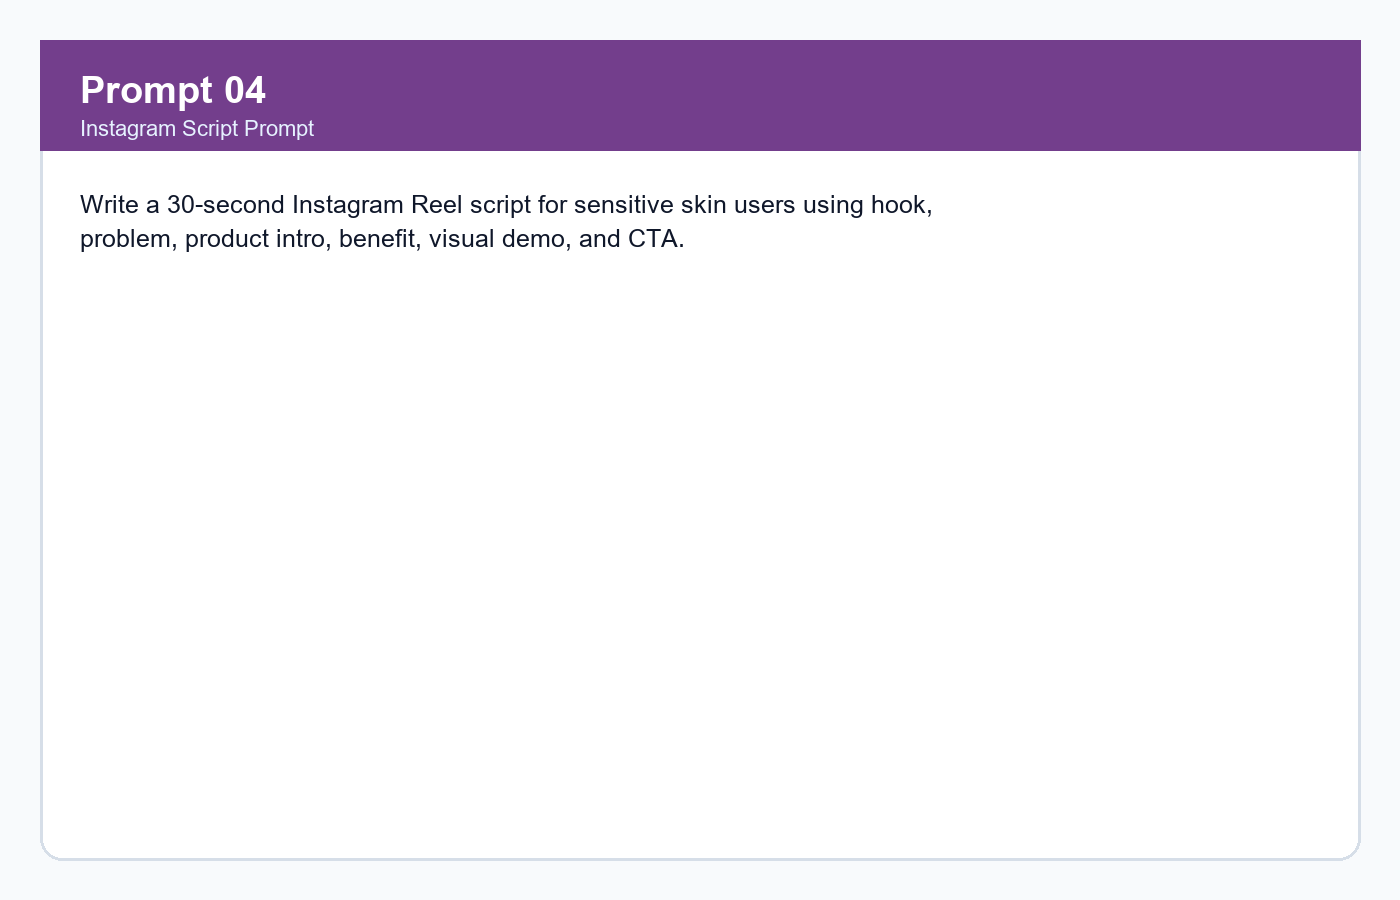 Prompt 04
Instagram Script Prompt
Write a 30-second Instagram Reel script for sensitive skin users using hook,
problem, product intro, benefit, visual demo, and CTA.